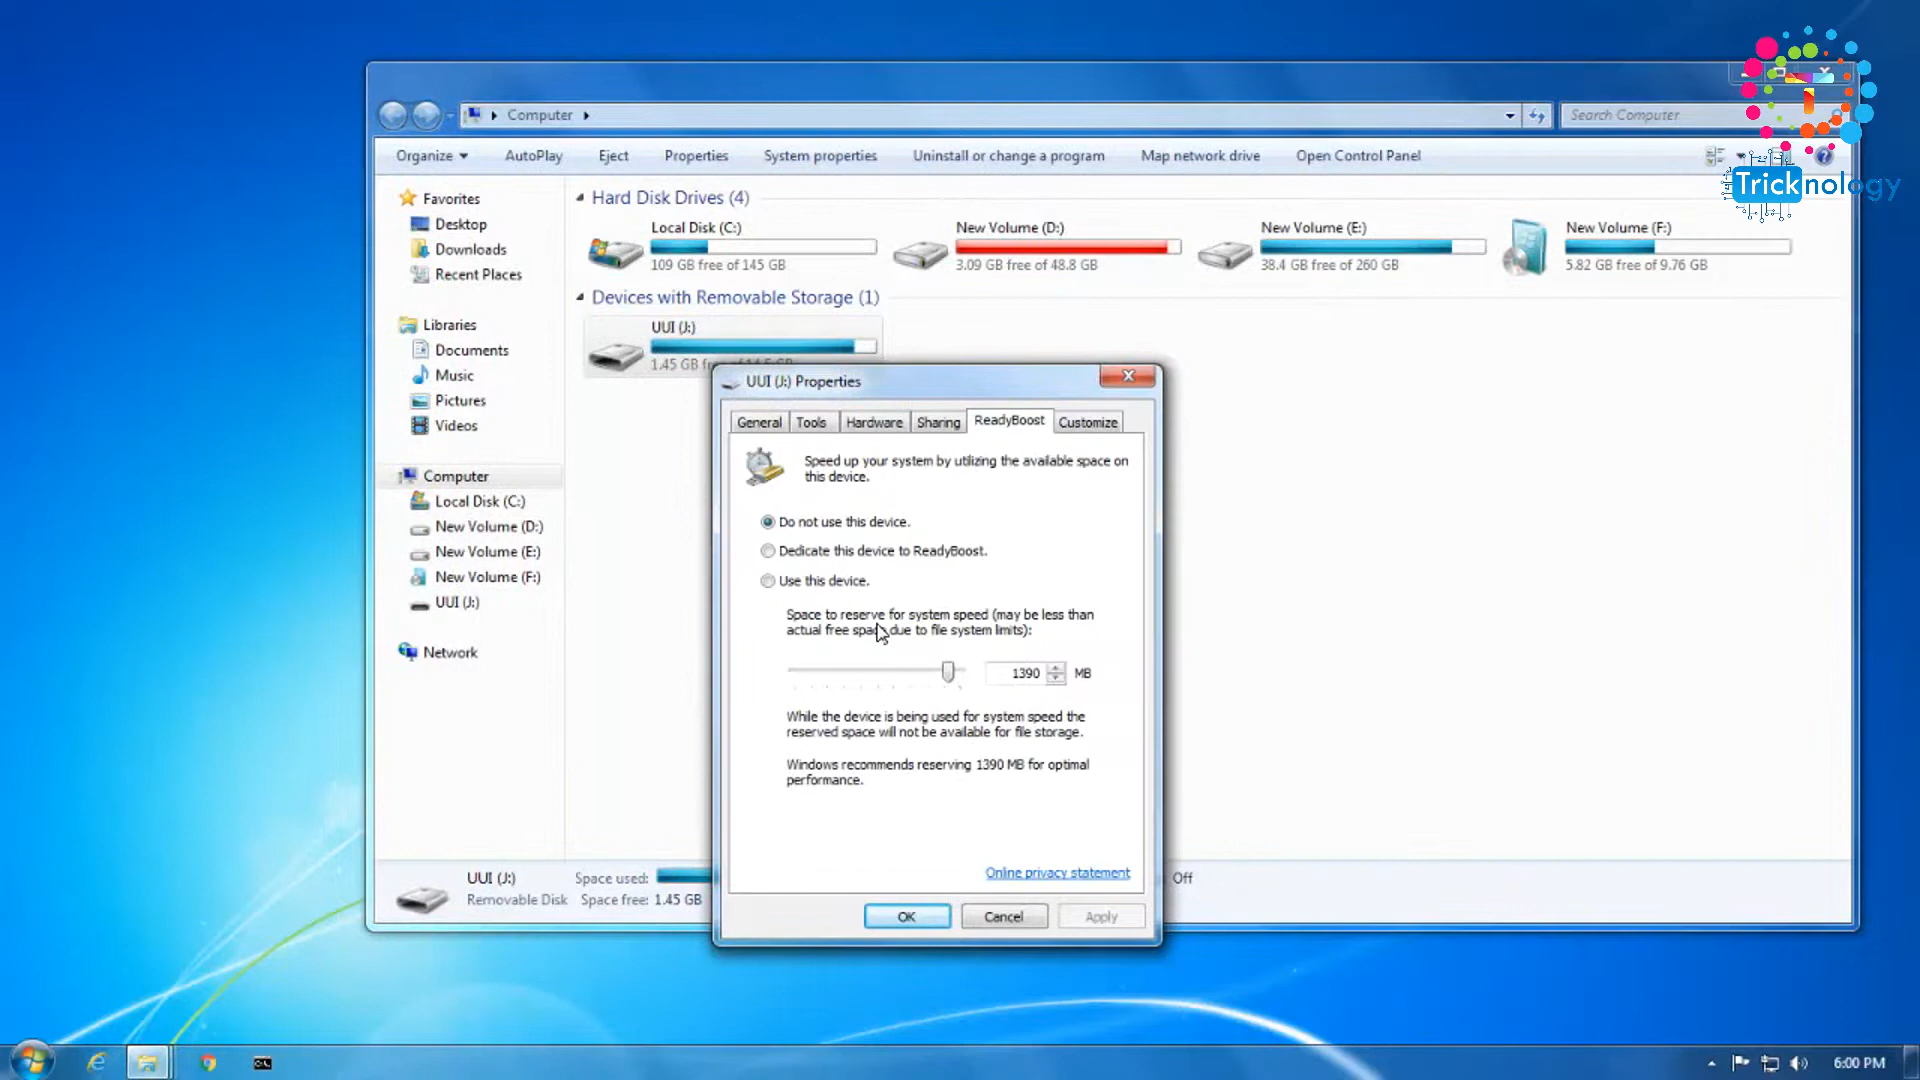 Computer
Search Computer
Organize
AutoPlay
Eject
Properties
System properties
Uninstall or change a program
Map network drive
Open Control Panel
Tricknology
Favorites
Desktop
Downloads
Recent Places
Libraries
Documents
Music
Pictures
Videos
Computer
Local Disk (C:)
New Volume (D:)
New Volume (E:)
New Volume (F:)
UUI (J:)
Network
Hard Disk Drives (4)
Local Disk (C:)
109 GB free of 145 GB
New Volume (D:)
3.09 GB free of 48.8 GB
New Volume (E:)
38.4 GB free of 260 GB
New Volume (F:)
5.82 GB free of 9.76 GB
Devices with Removable Storage (1)
UUI (J:)
1.45 GB
UUI (J:) Properties
General
Tools
Hardware
Sharing
ReadyBoost
Customize
Speed up your system by utilizing the available space on
this device.
Do not use this device.
Dedicate this device to ReadyBoost.
Use this device.
Space to reserve for system speed (may be less than
actual free space due to file system limits):
1390 MB
While the device is being used for system speed the
reserved space will not be available for file storage.
Windows recommends reserving 1390 MB for optimal
performance.
Online privacy statement
OK
Cancel
Apply
UUI (J:)
Removable Disk
Space used:
Space free: 1.45 GB
Off
6:00 PM